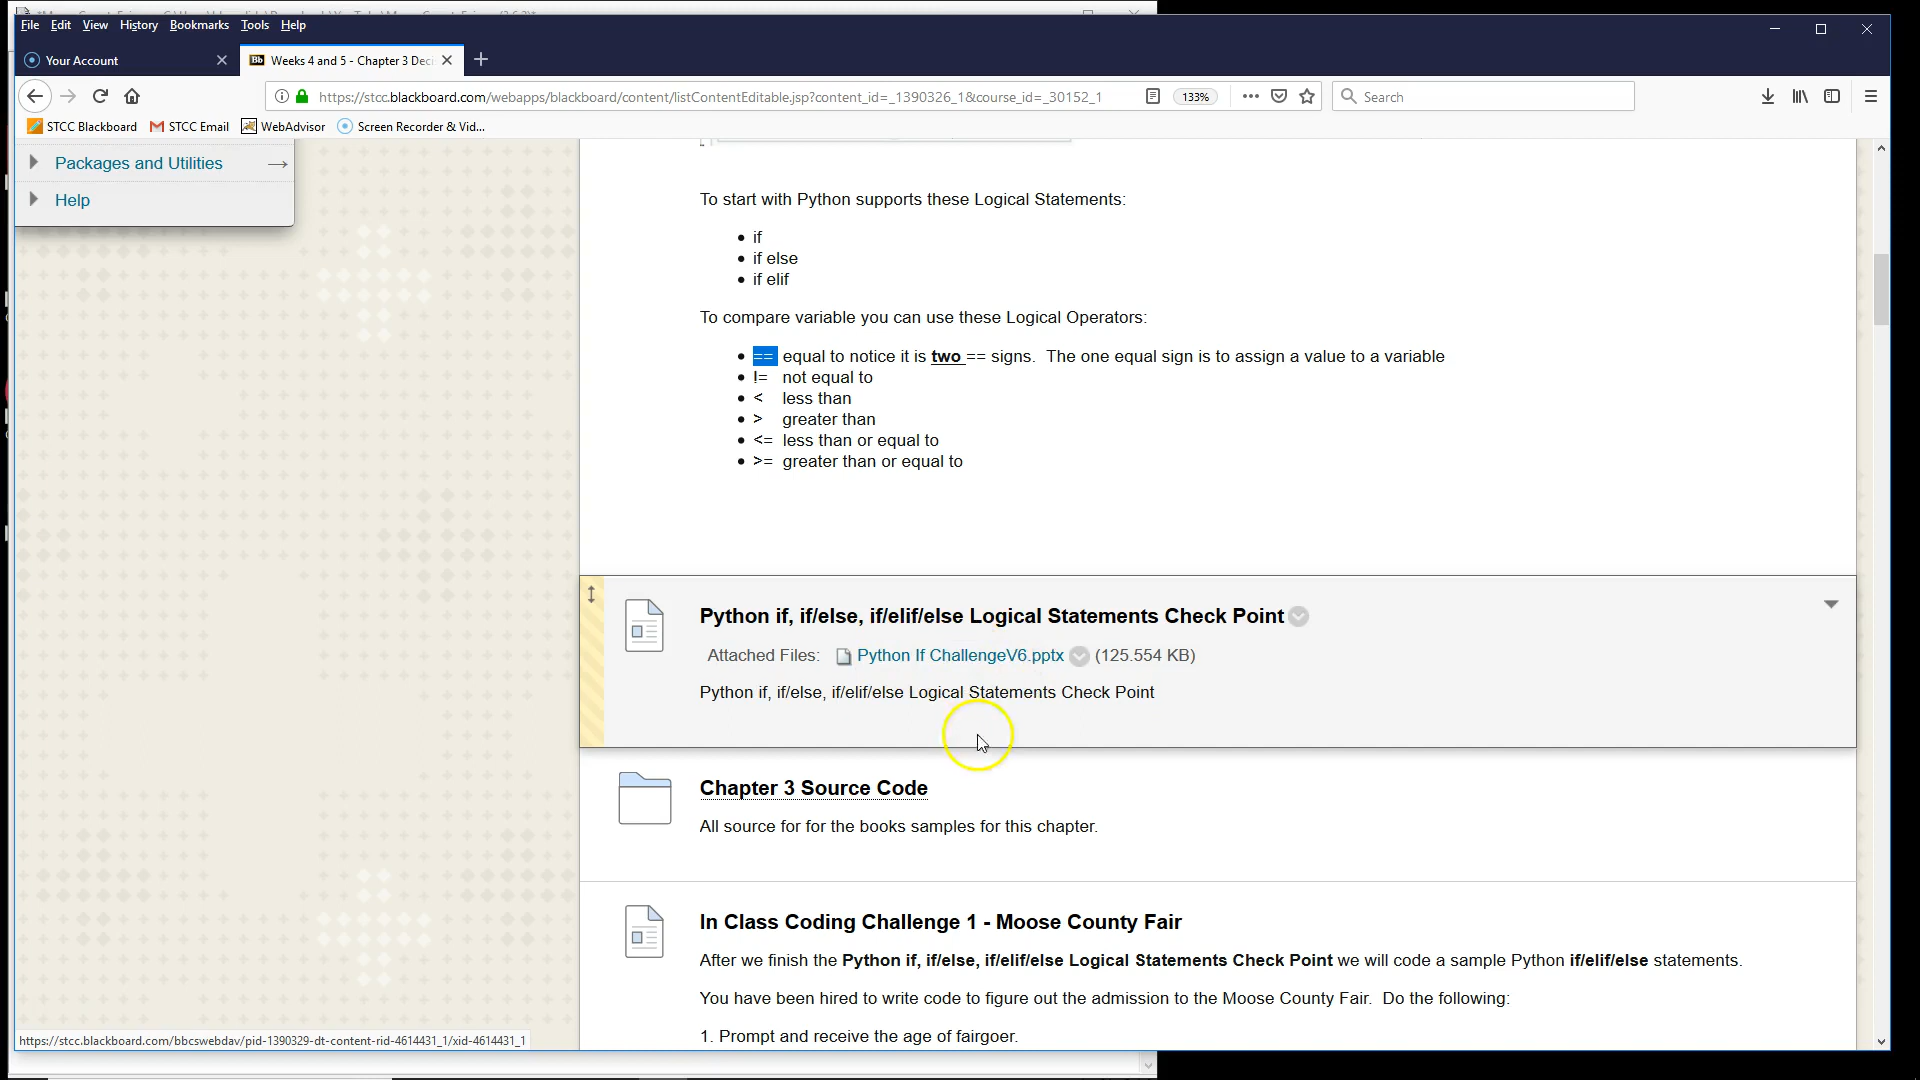 File Edit View History Bookmarks Tools Help
Your Account
Bb Weeks 4 and 5 - Chapter 3 Deci
https://stcc.blackboard.com/webapps/blackboard/content/listContentEditable.jsp?content_id=_1390326_1&course_id=_30152_1
133%
Search
STCC Blackboard STCC Email WebAdvisor Screen Recorder & Vid...
Packages and Utilities
Help
To start with Python supports these Logical Statements:
• if
• if else
• if elif
To compare variable you can use these Logical Operators:
• == equal to notice it is two == signs. The one equal sign is to assign a value to a variable
• != not equal to
• < less than
• > greater than
• <= less than or equal to
• >= greater than or equal to
Python if, if/else, if/elif/else Logical Statements Check Point
Attached Files: Python If ChallengeV6.pptx (125.554 KB)
Python if, if/else, if/elif/else Logical Statements Check Point
Chapter 3 Source Code
All source for for the books samples for this chapter.
In Class Coding Challenge 1 - Moose County Fair
After we finish the Python if, if/else, if/elif/else Logical Statements Check Point we will code a sample Python if/elif/else statements.
You have been hired to write code to figure out the admission to the Moose County Fair. Do the following:
1. Prompt and receive the age of fairgoer.
https://stcc.blackboard.com/bbcswebdav/pid-1390329-dt-content-rid-4614431_1/xid-4614431_1